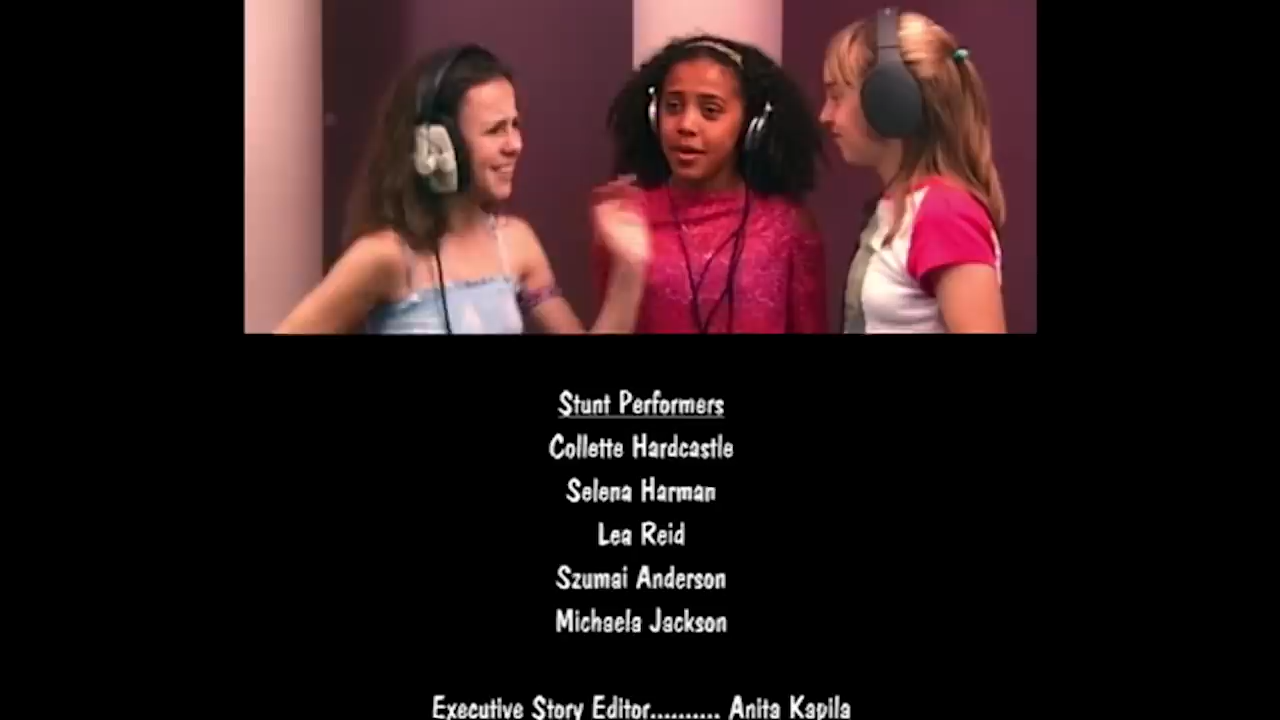 Stunt Performers
Collette Hardcastle
Selena Harman
Lea Reid
Szumai Anderson
Michaela Jackson
Executive Story Editor.......... Anita Kapila